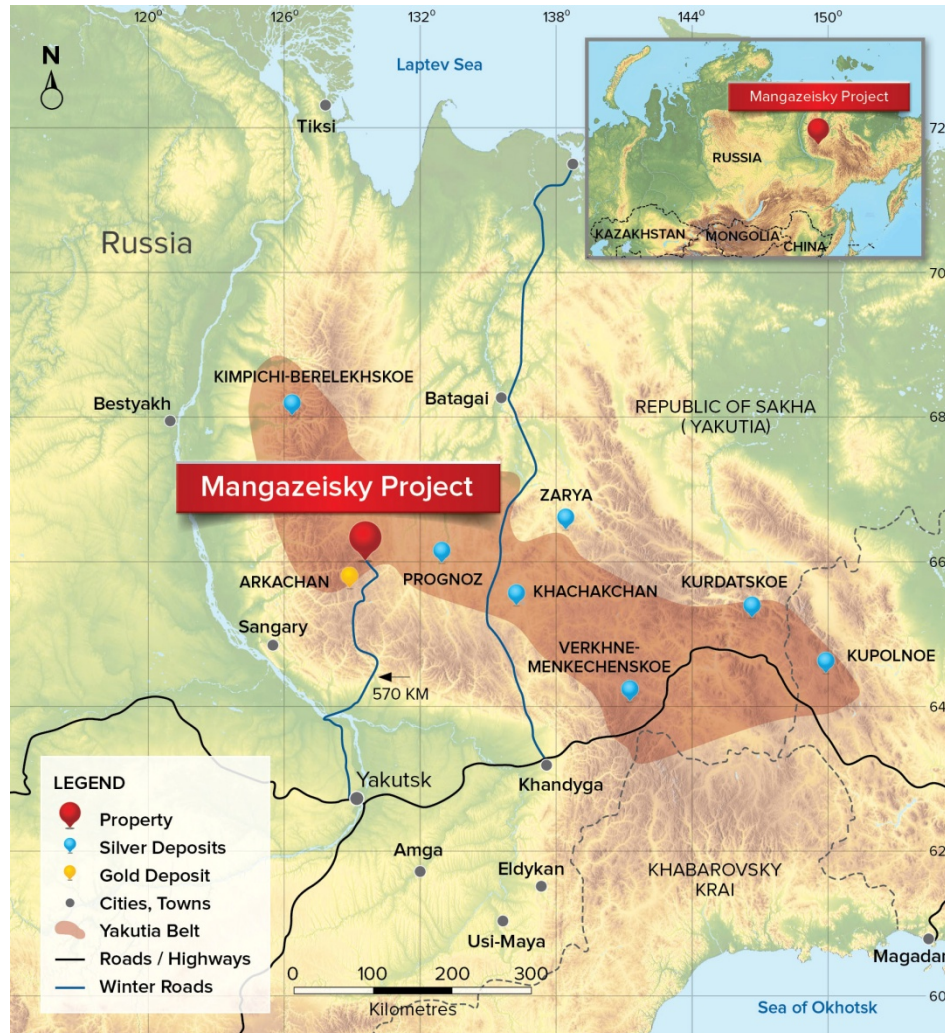 120°
126°
132°
138°
144°
150°
N
Laptev Sea
Tiksi
Mangazeisky Project
RUSSIA
KAZAKHSTAN
MONGOLIA
CHINA
72
Russia
70
KIMPICHI-BERELEKHSKOE
Bestyakh
Batagai
68
REPUBLIC OF SAKHA
(YAKUTIA)
Mangazeisky Project
ZARYA
66
ARKACHAN
PROGNOZ
KHACHAKCHAN
KURDATSKOE
Sangary
VERKHNE-
MENKECHENSKOE
KUPOLNOE
570 KM
64
LEGEND
Property
Silver Deposits
Gold Deposit
Cities, Towns
Yakutia Belt
Roads / Highways
Winter Roads
Yakutsk
Khandyga
62
Amga
Eldykan
KHABAROVSKY
KRAI
Usi-Maya
Magadan
0 100 200 300
Kilometres
60
Sea of Okhotsk